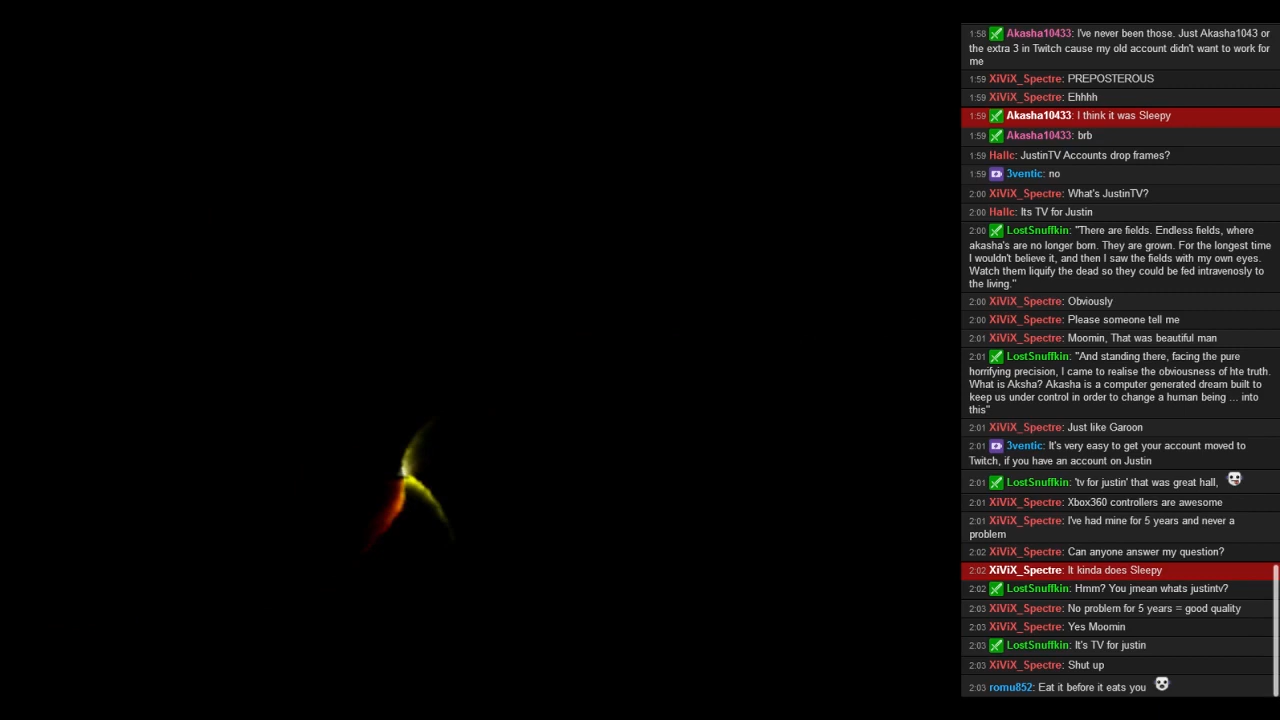 1:58 Akasha10433: I've never been those. Just Akasha1043 or
the extra 3 in Twitch cause my old account didn't want to work for
me
1:59 XiViX_Spectre: PREPOSTEROUS
1:59 XiViX_Spectre: Ehhhh
1:59 Akasha10433: I think it was Sleepy
1:59 Akasha10433: brb
1:59 Hallc: JustinTV Accounts drop frames?
1:59 3ventic: no
2:00 XiViX_Spectre: What's JustinTV?
2:00 Hallc: Its TV for Justin
2:00 LostSnuffkin: "There are fields. Endless fields, where
akasha's are no longer born. They are grown. For the longest time
I wouldn't believe it, and then I saw the fields with my own eyes.
Watch them liquify the dead so they could be fed intravenosly to
the living."
2:00 XiViX_Spectre: Obviously
2:00 XiViX_Spectre: Please someone tell me
2:01 XiViX_Spectre: Moomin, That was beautiful man
2:01 LostSnuffkin: "And standing there, facing the pure
horrifying precision, I came to realise the obviousness of hte truth.
What is Aksha? Akasha is a computer generated dream built to
keep us under control in order to change a human being ... into
this"
2:01 XiViX_Spectre: Just like Garoon
2:01 3ventic: It's very easy to get your account moved to
Twitch, if you have an account on Justin
2:01 LostSnuffkin: 'tv for justin' that was great hall,
2:01 XiViX_Spectre: Xbox360 controllers are awesome
2:01 XiViX_Spectre: I've had mine for 5 years and never a
problem
2:02 XiViX_Spectre: Can anyone answer my question?
2:02 XiViX_Spectre: It kinda does Sleepy
2:02 LostSnuffkin: Hmm? You jmean whats justintv?
2:03 XiViX_Spectre: No problem for 5 years = good quality
2:03 XiViX_Spectre: Yes Moomin
2:03 LostSnuffkin: It's TV for justin
2:03 XiViX_Spectre: Shut up
2:03 romu852: Eat it before it eats you